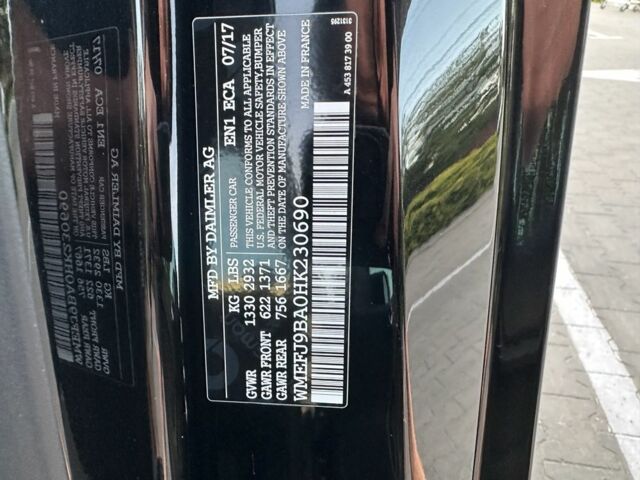 MFD BY DAIMLER AG
EN1 ECA 07/17
KG LBS
PASSENGER CAR
GVWR 1330 2932
GAWR FRONT 622 1371
GAWR REAR 756 1667
THIS VEHICLE CONFORMS TO ALL APPLICABLE
U.S. FEDERAL MOTOR VEHICLE SAFETY, BUMPER
AND THEFT PREVENTION STANDARDS IN EFFECT
ON THE DATE OF MANUFACTURE SHOWN ABOVE
WMEFJ9BA0HK230690
MADE IN FRANCE
A 453 817 39 00
3131295